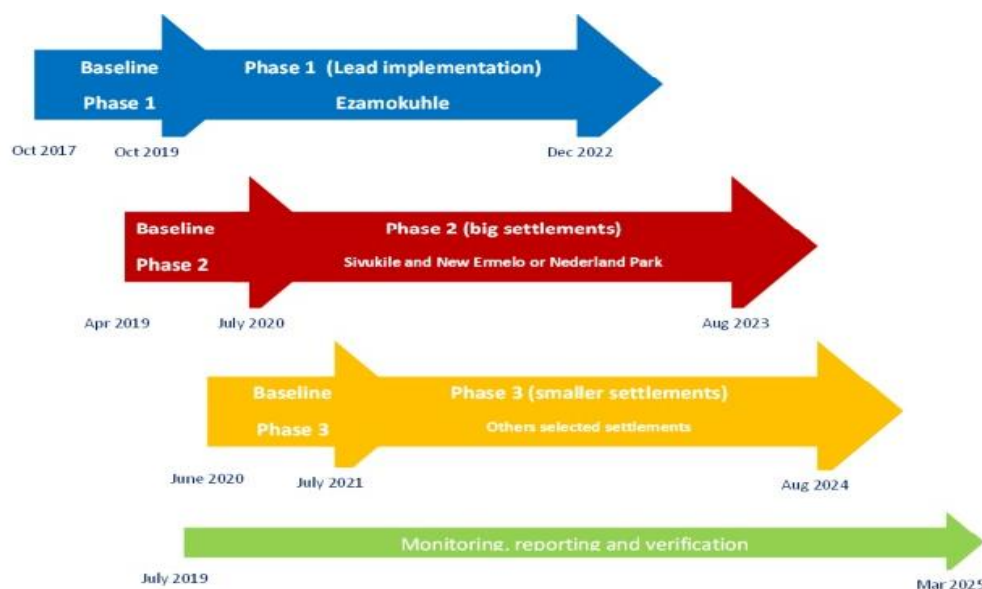 Baseline
Phase 1
Phase 1 (Lead implementation)
Ezamokuhle
Oct 2017
Oct 2019
Dec 2022
Baseline
Phase 2
Phase 2 (big settlements)
Sivukile and New Ermelo or Nederland Park
Apr 2019
July 2020
Aug 2023
Baseline
Phase 3
Phase 3 (smaller settlements)
Others selected settlements
June 2020
July 2021
Aug 2024
Monitoring, reporting and verification
July 2019
Mar 2025